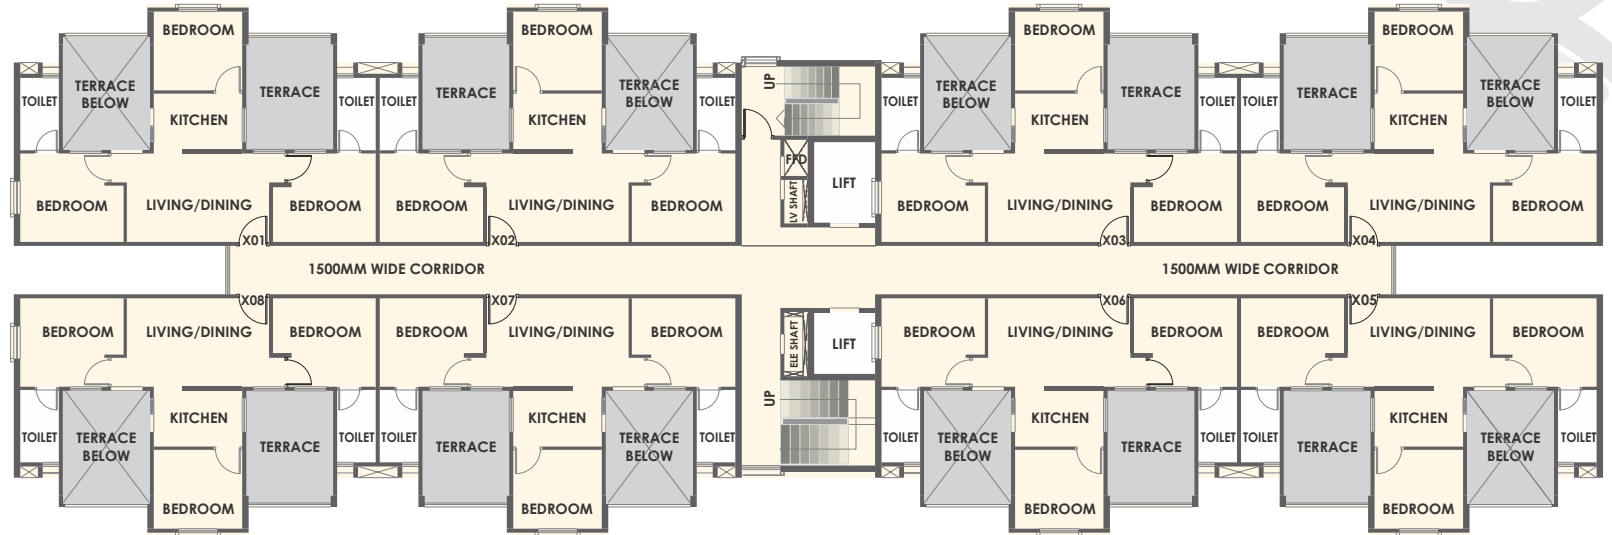 BEDROOM BEDROOM BEDROOM BEDROOM
TOILET TERRACE BELOW TERRACE TOILET TOILET TERRACE TERRACE BELOW TOILET UP TOILET TERRACE BELOW TERRACE TOILET TOILET TERRACE TERRACE BELOW TOILET
KITCHEN KITCHEN KITCHEN KITCHEN
FFD
LV SHAFT
LIFT
BEDROOM LIVING/DINING BEDROOM BEDROOM LIVING/DINING BEDROOM BEDROOM LIVING/DINING BEDROOM BEDROOM LIVING/DINING BEDROOM
X01 X02 X03 X04
1500MM WIDE CORRIDOR 1500MM WIDE CORRIDOR
X08 X07 X06 X05
BEDROOM LIVING/DINING BEDROOM BEDROOM LIVING/DINING BEDROOM ELE SHAFT LIFT BEDROOM LIVING/DINING BEDROOM BEDROOM LIVING/DINING BEDROOM
UP
KITCHEN KITCHEN KITCHEN KITCHEN
TOILET TERRACE BELOW TERRACE TOILET TOILET TERRACE TERRACE BELOW TOILET TOILET TERRACE BELOW TERRACE TOILET TOILET TERRACE TERRACE BELOW TOILET
BEDROOM BEDROOM BEDROOM BEDROOM